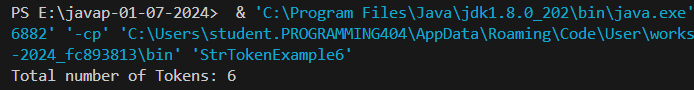 PS E:\javap-01-07-2024>  & 'C:\Program Files\Java\jdk1.8.0_202\bin\java.exe'
6882' '-cp' 'C:\Users\student.PROGRAMMING404\AppData\Roaming\Code\User\works
-2024_fc893813\bin' 'StrTokenExample6'
Total number of Tokens: 6